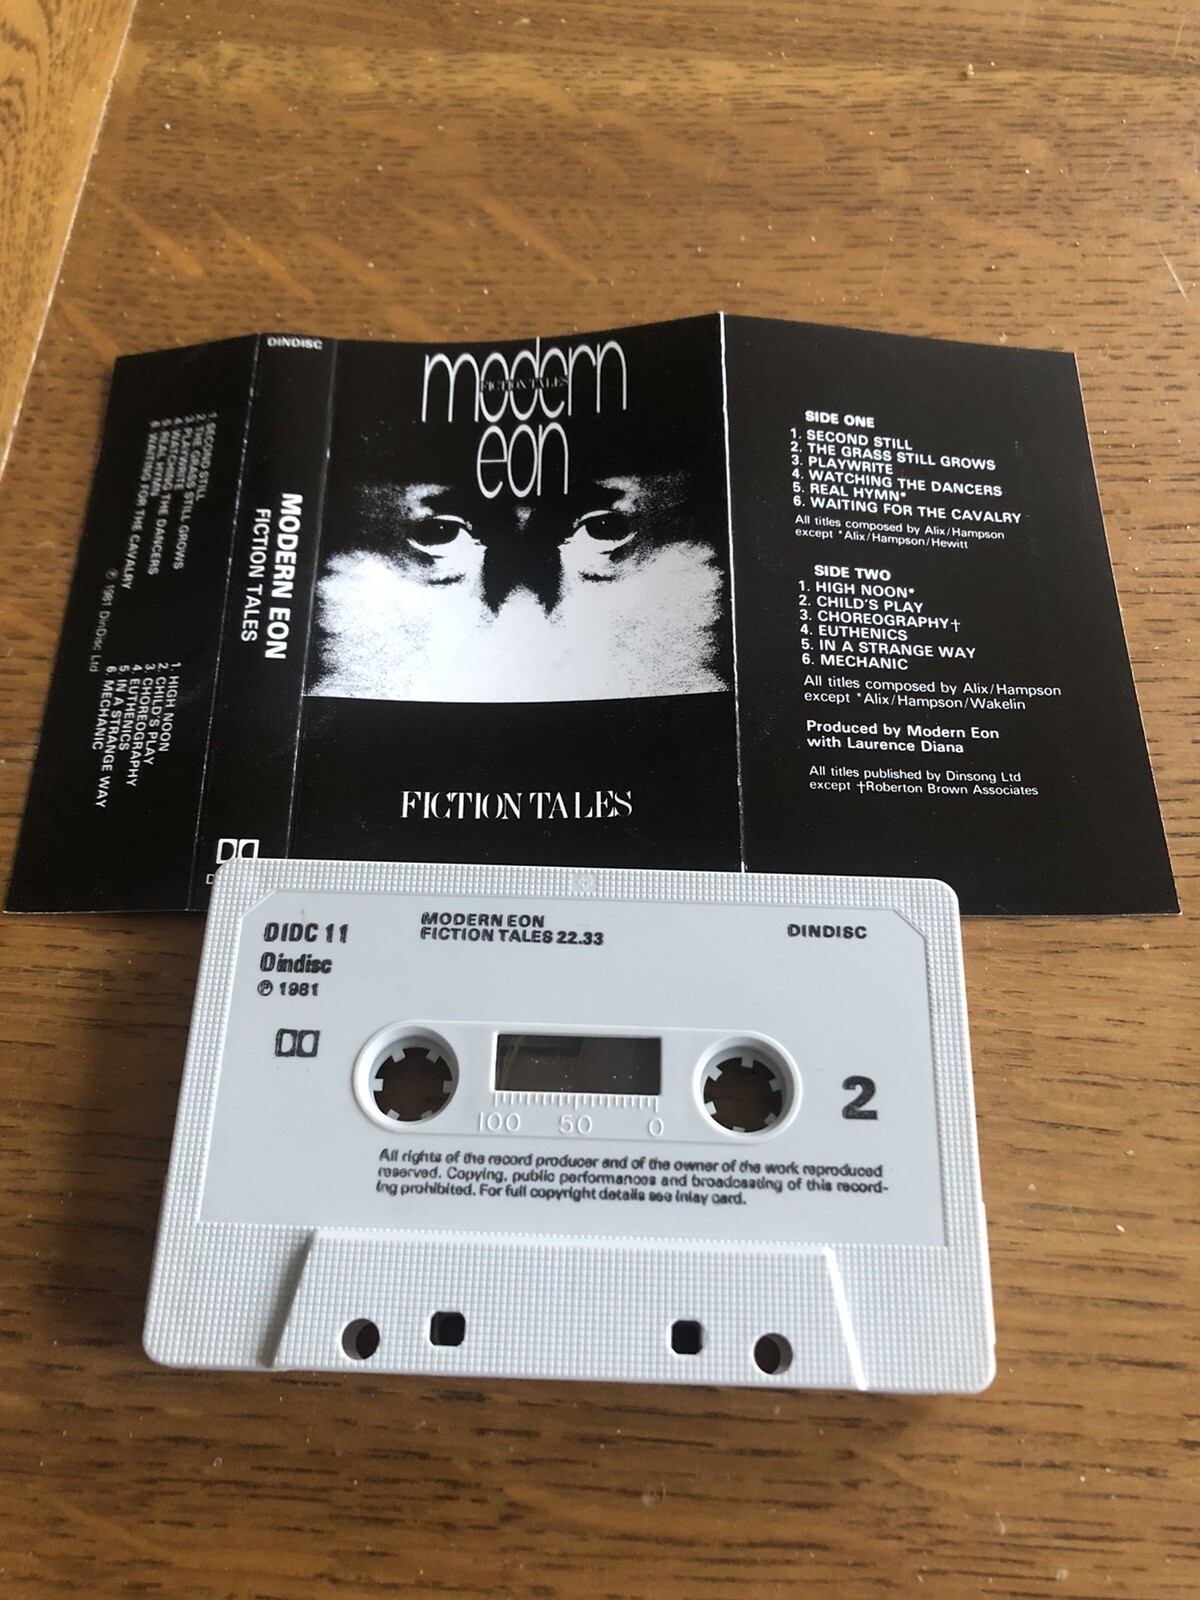 1. SECOND STILL
2. THE GRASS STILL GROWS
3. PLAYWRITE
4. WATCHING THE DANCERS
5. REAL HYMN
6. WAITING FOR THE CAVALRY
℗ 1981 DinDisc Ltd
1. HIGH NOON
2. CHILD'S PLAY
3. CHOREOGRAPHY
4. EUTHENICS
5. IN A STRANGE WAY
6. MECHANIC
DINDISC
MODERN EON
FICTION TALES
modern
FICTION TALES
eon
FICTION TALES
SIDE ONE
1. SECOND STILL
2. THE GRASS STILL GROWS
3. PLAYWRITE
4. WATCHING THE DANCERS
5. REAL HYMN*
6. WAITING FOR THE CAVALRY
All titles composed by Alix/Hampson
except *Alix/Hampson/Hewitt
SIDE TWO
1. HIGH NOON*
2. CHILD'S PLAY
3. CHOREOGRAPHY†
4. EUTHENICS
5. IN A STRANGE WAY
6. MECHANIC
All titles composed by Alix/Hampson
except *Alix/Hampson/Wakelin
Produced by Modern Eon
with Laurence Diana
All titles published by Dinsong Ltd
except †Roberton Brown Associates
DIDC 11
Dindisc
℗ 1981
MODERN EON
FICTION TALES 22.33
DINDISC
2
100 50 0
All rights of the record producer and of the owner of the work reproduced
reserved. Copying, public performances and broadcasting of this record-
ing prohibited. For full copyright details see inlay card.